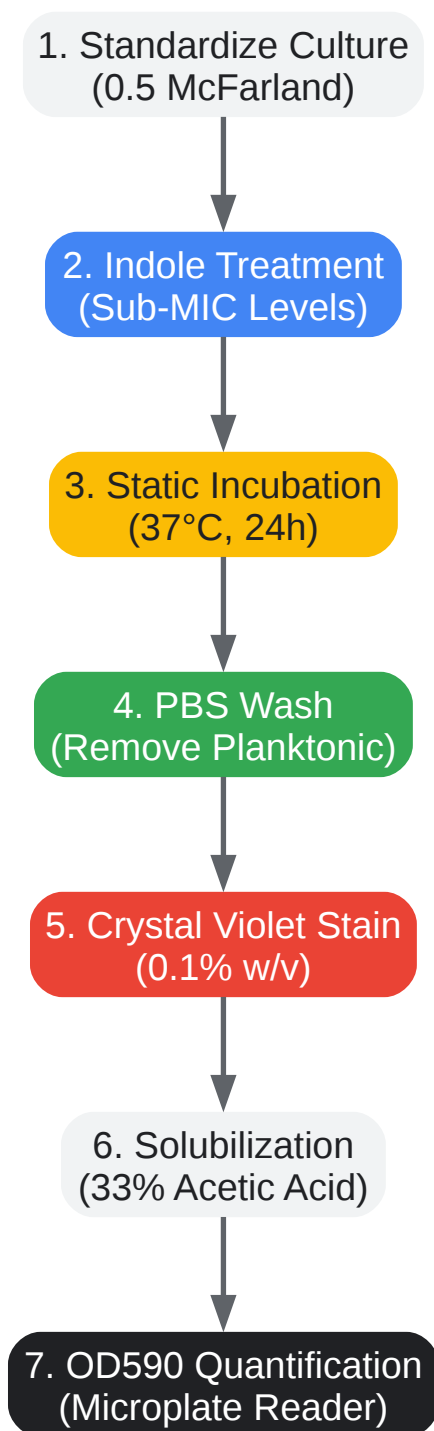 1. Standardize Culture
(0.5 McFarland)
2. Indole Treatment
(Sub-MIC Levels)
3. Static Incubation
(37°C, 24h)
4. PBS Wash
(Remove Planktonic)
5. Crystal Violet Stain
(0.1% w/v)
6. Solubilization
(33% Acetic Acid)
7. OD590 Quantification
(Microplate Reader)